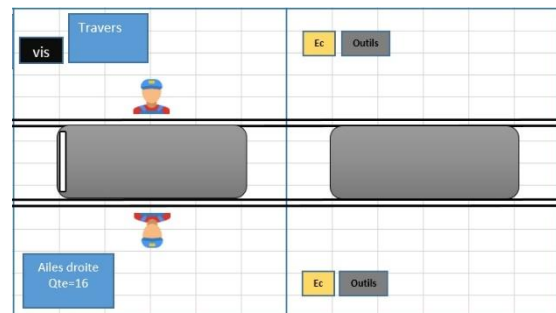 Travers
vis
Ec
Outils
Ailes droite
Qte=16
Ec
Outils